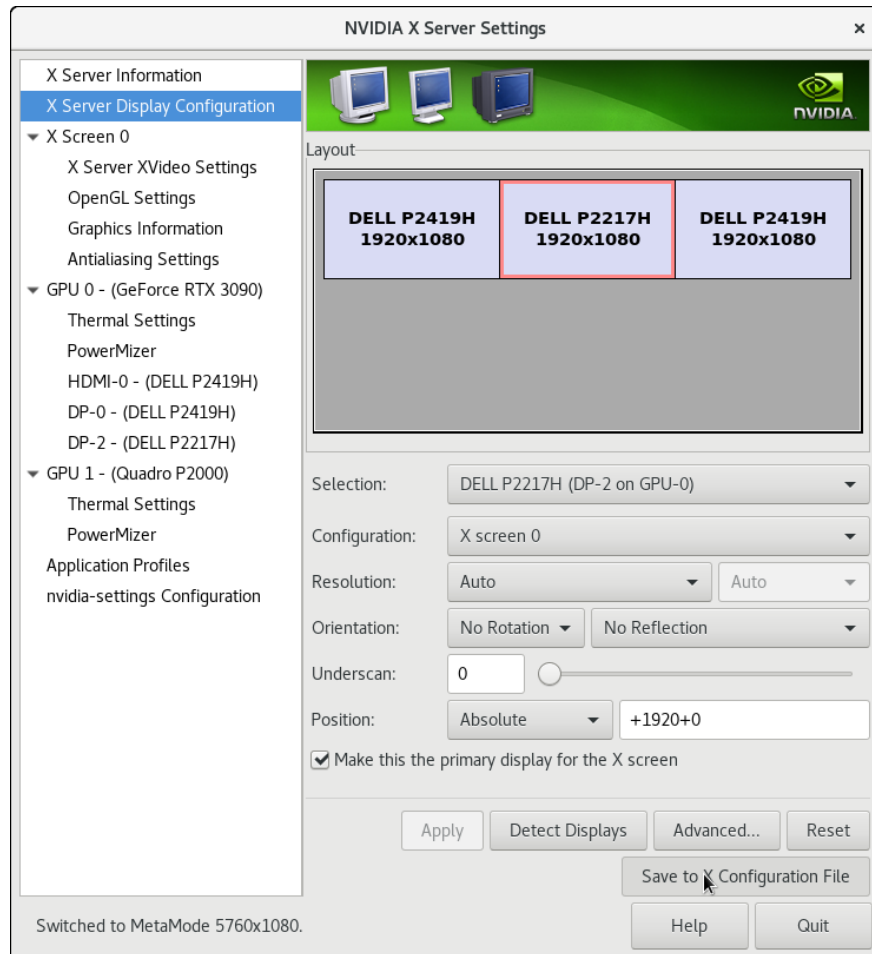 NVIDIA X Server Settings
×
X Server Information
X Server Display Configuration
X Screen 0
X Server XVideo Settings
OpenGL Settings
Graphics Information
Antialiasing Settings
GPU 0 - (GeForce RTX 3090)
Thermal Settings
PowerMizer
HDMI-0 - (DELL P2419H)
DP-0 - (DELL P2419H)
DP-2 - (DELL P2217H)
GPU 1 - (Quadro P2000)
Thermal Settings
PowerMizer
Application Profiles
nvidia-settings Configuration
NVIDIA.
Layout
DELL P2419H
1920x1080
DELL P2217H
1920x1080
DELL P2419H
1920x1080
Selection: DELL P2217H (DP-2 on GPU-0)
Configuration: X screen 0
Resolution: Auto Auto
Orientation: No Rotation No Reflection
Underscan: 0
Position: Absolute +1920+0
Make this the primary display for the X screen
Apply Detect Displays Advanced... Reset
Save to X Configuration File
Switched to MetaMode 5760x1080. Help Quit